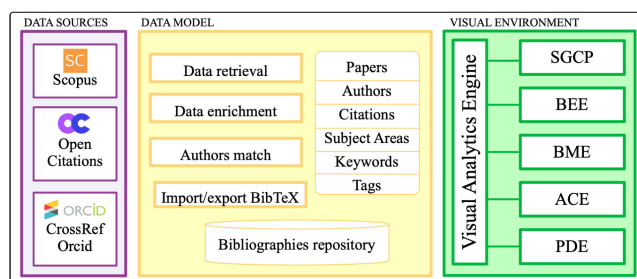 DATA SOURCES
SC
Scopus
Open
Citations
ORCID
CrossRef
Orcid
DATA MODEL
Data retrieval
Data enrichment
Authors match
Import/export BibTeX
Papers
Authors
Citations
Subject Areas
Keywords
Tags
Bibliographies repository
VISUAL ENVIRONMENT
Visual Analytics Engine
SGCP
BEE
BME
ACE
PDE